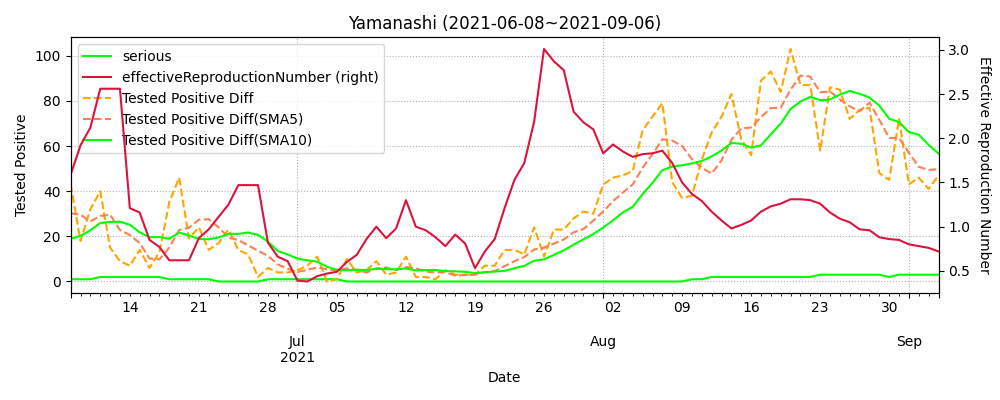 Yamanashi (2021-06-08~2021-09-06)
serious
effectiveReproductionNumber (right)
Tested Positive Diff
Tested Positive Diff(SMA5)
Tested Positive Diff(SMA10)
Tested Positive
100
80
60
40
20
0
3.0
2.5
2.0
1.5
1.0
0.5
Effective Reproduction Number
14 21 28 05 12 19 26 02 09 16 23 30
Jul Aug Sep
2021
Date